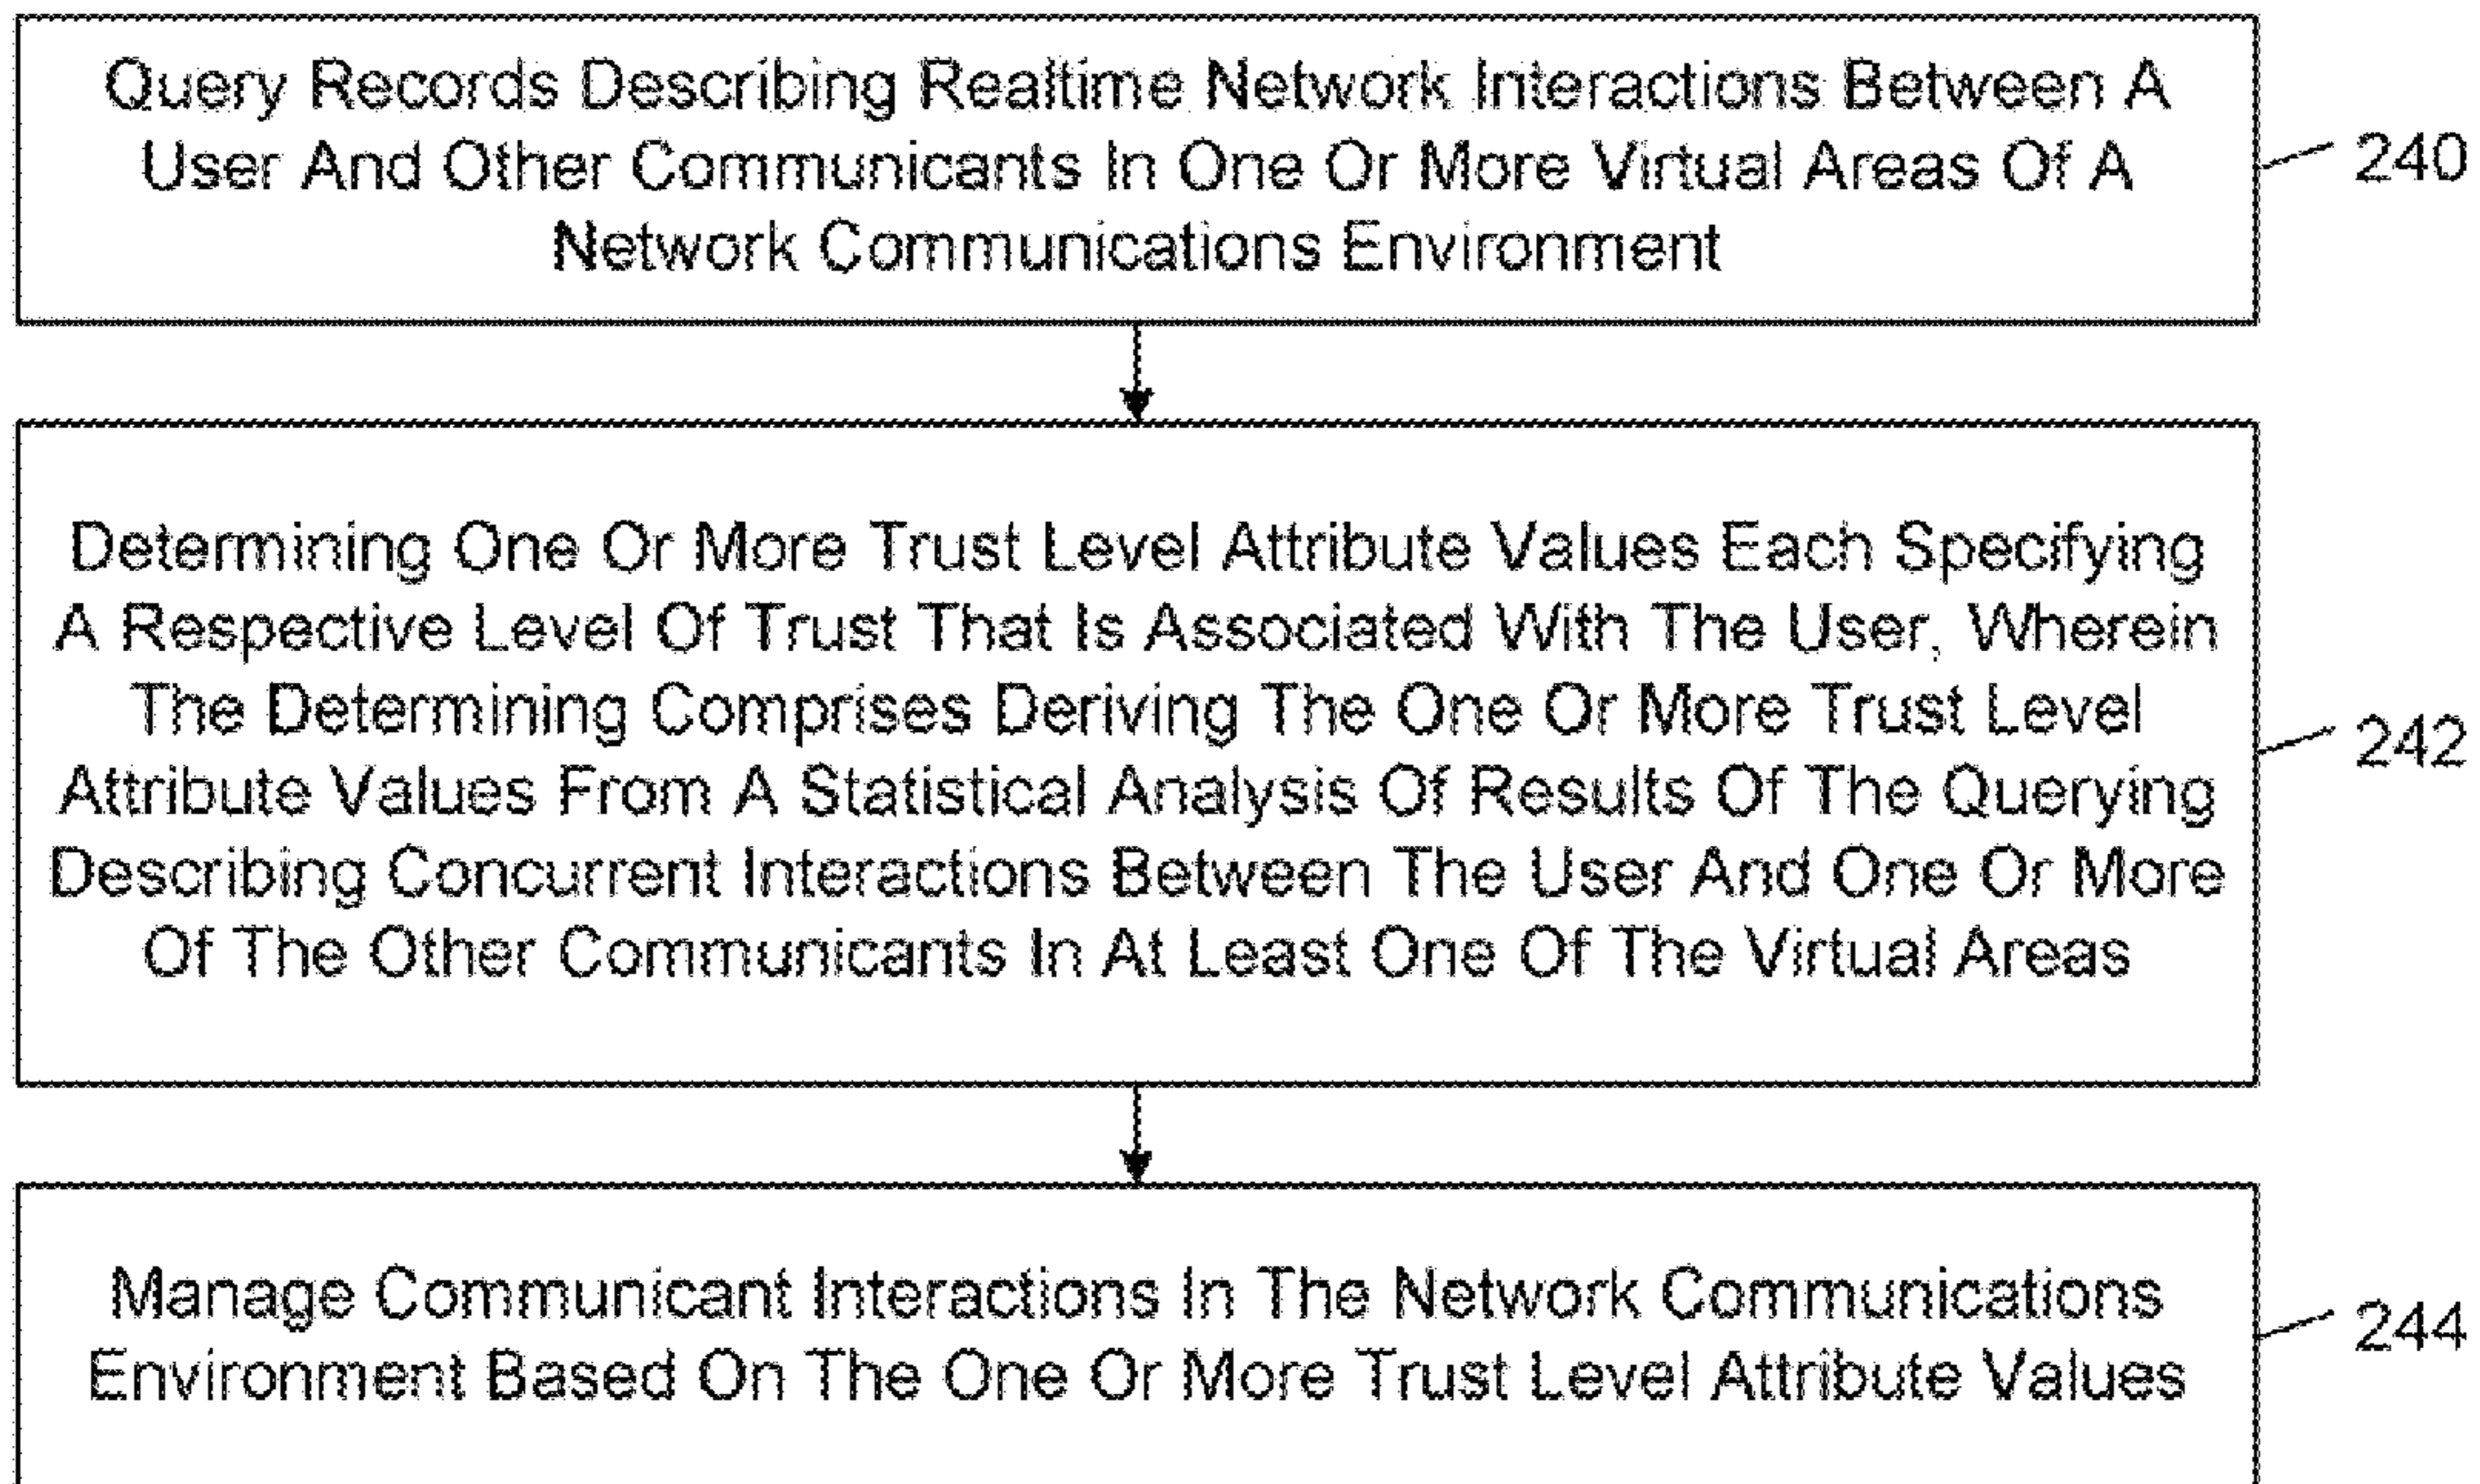 Query Records Describing Realtime Network Interactions Between A
User And Other Communicants In One Or More Virtual Areas Of A
Network Communications Environment
240
Determining One Or More Trust Level Attribute Values Each Specifying
A Respective Level Of Trust That Is Associated With The User, Wherein
The Determining Comprises Deriving The One Or More Trust Level
Attribute Values From A Statistical Analysis Of Results Of The Querying
Describing Concurrent Interactions Between The User And One Or More
Of The Other Communicants In At Least One Of The Virtual Areas
242
Manage Communicant Interactions In The Network Communications
Environment Based On The One Or More Trust Level Attribute Values
244